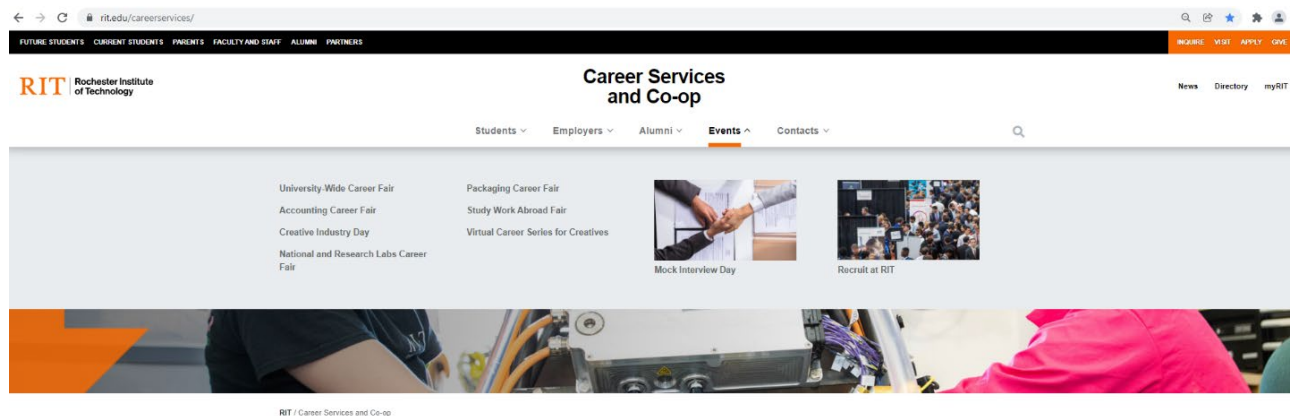 rit.edu/careerservices/
FUTURE STUDENTS CURRENT STUDENTS PARENTS FACULTY AND STAFF ALUMNI PARTNERS
INQUIRE VISIT APPLY GIVE
RIT Rochester Institute
of Technology
Career Services
and Co-op
News Directory myRIT
Students Employers Alumni Events Contacts
University-Wide Career Fair
Accounting Career Fair
Creative Industry Day
National and Research Labs Career
Fair
Packaging Career Fair
Study Work Abroad Fair
Virtual Career Series for Creatives
Mock Interview Day
Recruit at RIT
RIT / Career Services and Co-op